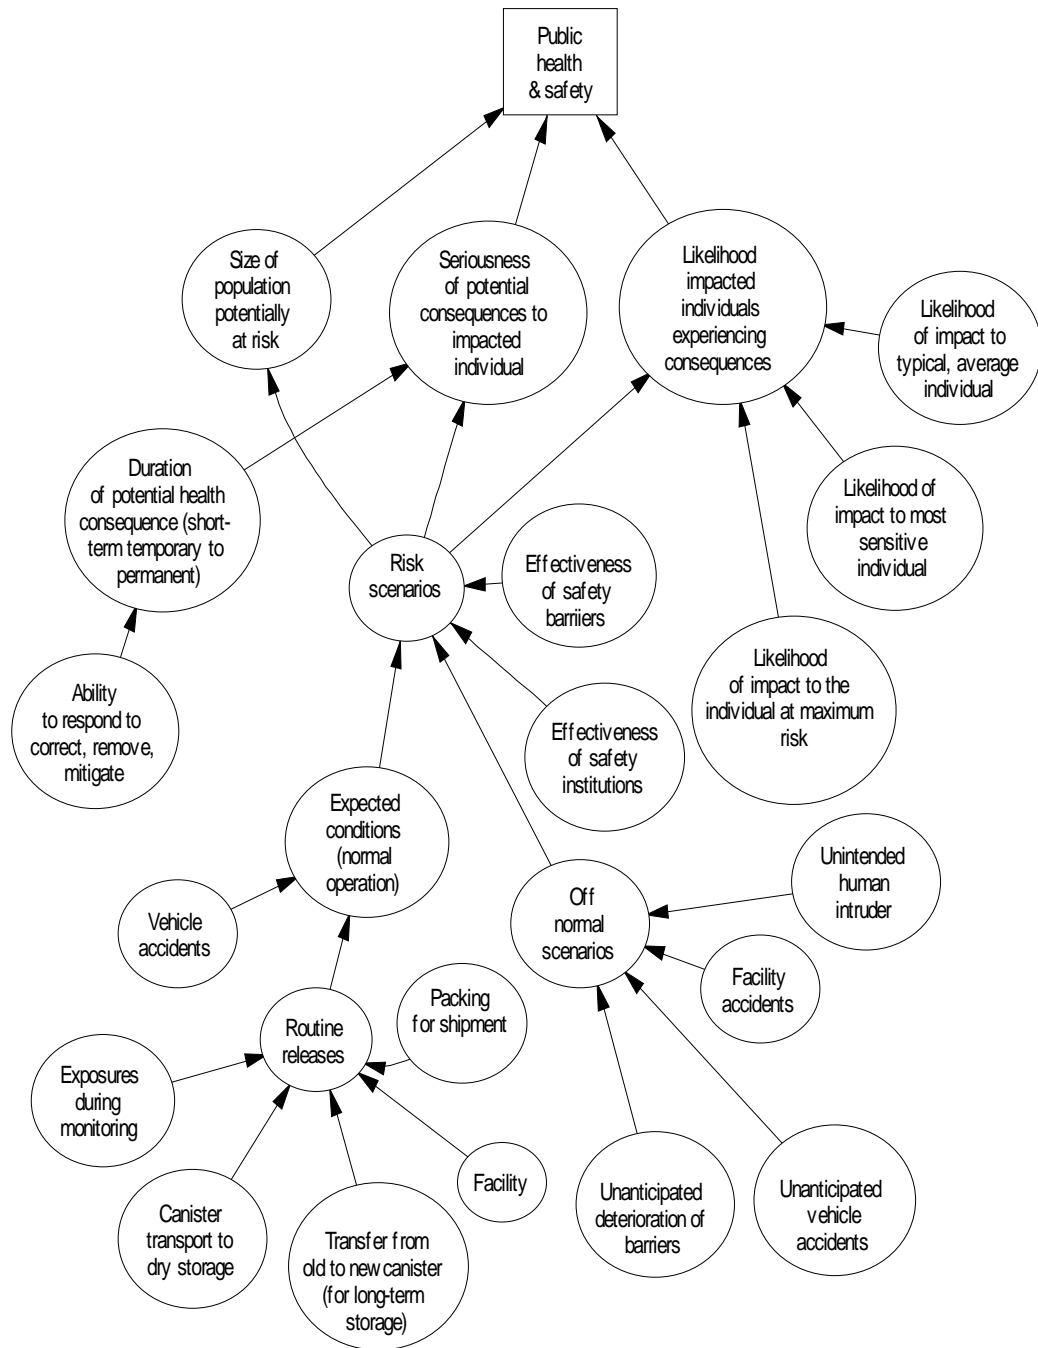 Public
health
& safety
Size of
population
potentially
at risk
Seriousness
of potential
consequences to
impacted
individual
Likelihood
impacted
individuals
experiencing
consequences
Likelihood
of impact to
typical, average
individual
Duration
of potential health
consequence (short-
term temporary to
permanent)
Likelihood of
impact to most
sensitive
individual
Risk
scenarios
Effectiveness
of safety
barriiers
Ability
to respond to
correct, remove,
mitigate
Likelihood
of impact to the
individual at maximum
risk
Effectiveness
of safety
institutions
Expected
conditions
(normal
operation)
Unintended
human
intruder
Vehicle
accidents
Off
normal
scenarios
Facility
accidents
Packing
for shipment
Routine
releases
Exposures
during
monitoring
Facility
Canister
transport to
dry storage
Transfer from
old to new canister
(for long-term
storage)
Unanticipated
deterioration of
barriers
Unanticipated
vehicle
accidents